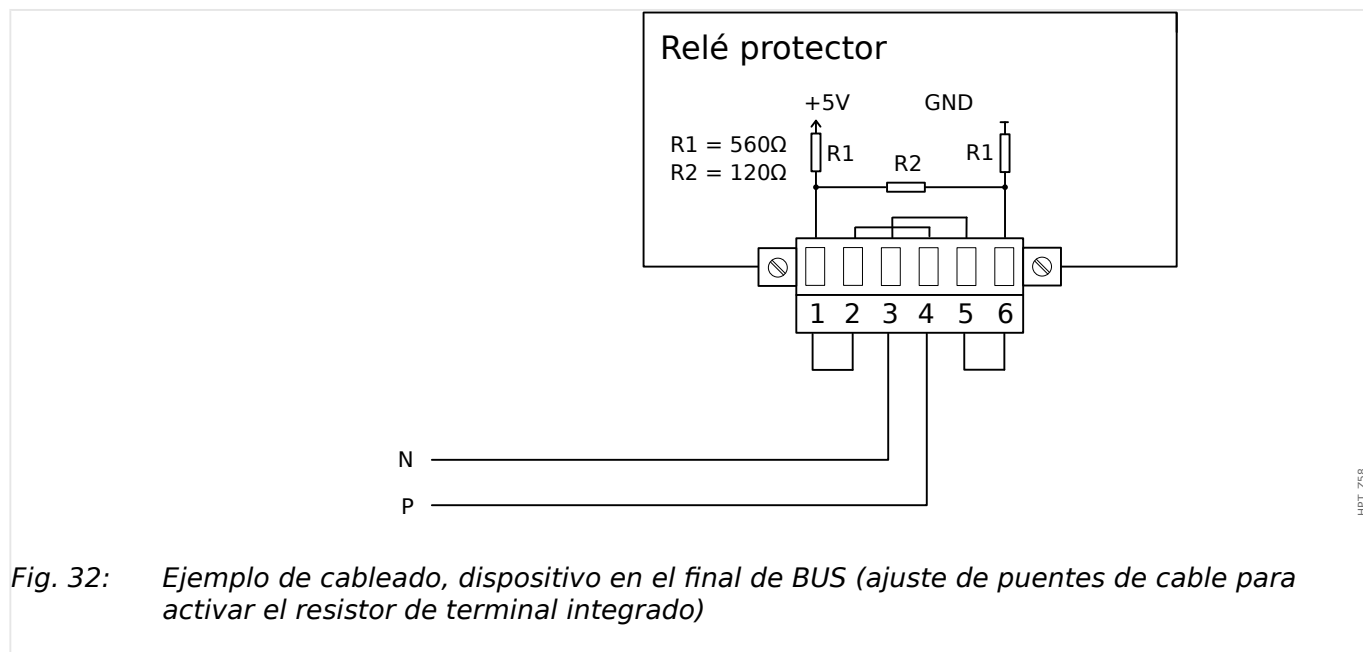 Relé protector
+5V GND
R1 = 560Ω
R2 = 120Ω
R1 R2 R1
1 2 3 4 5 6
N
P
HPT_Z58
Fig. 32: Ejemplo de cableado, dispositivo en el final de BUS (ajuste de puentes de cable para
activar el resistor de terminal integrado)